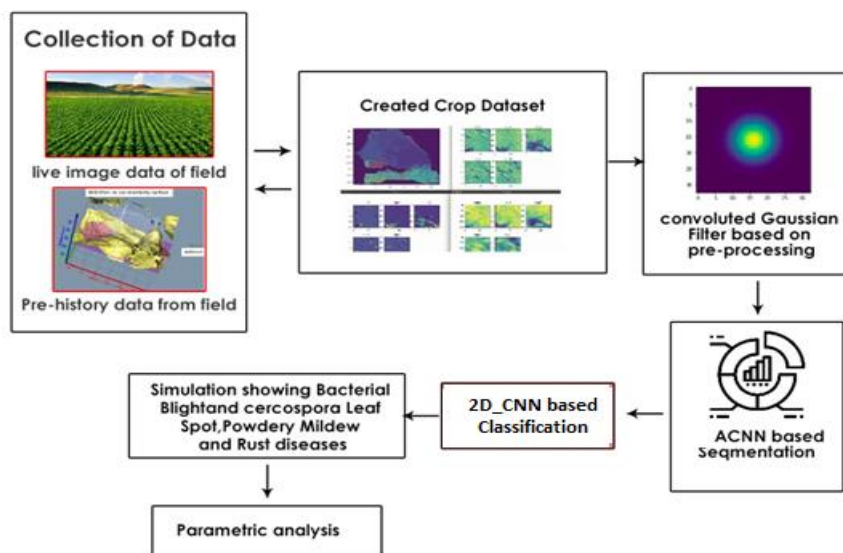 Collection of Data
live image data of field
Pre-history data from field
Created Crop Dataset
convoluted Gaussian
Filter based on
pre-processing
ACNN based
Segmentation
2D_CNN based
Classification
Simulation showing Bacterial
Blightand cercospora Leaf
Spot,Powdery Mildew
and Rust diseases
Parametric analysis